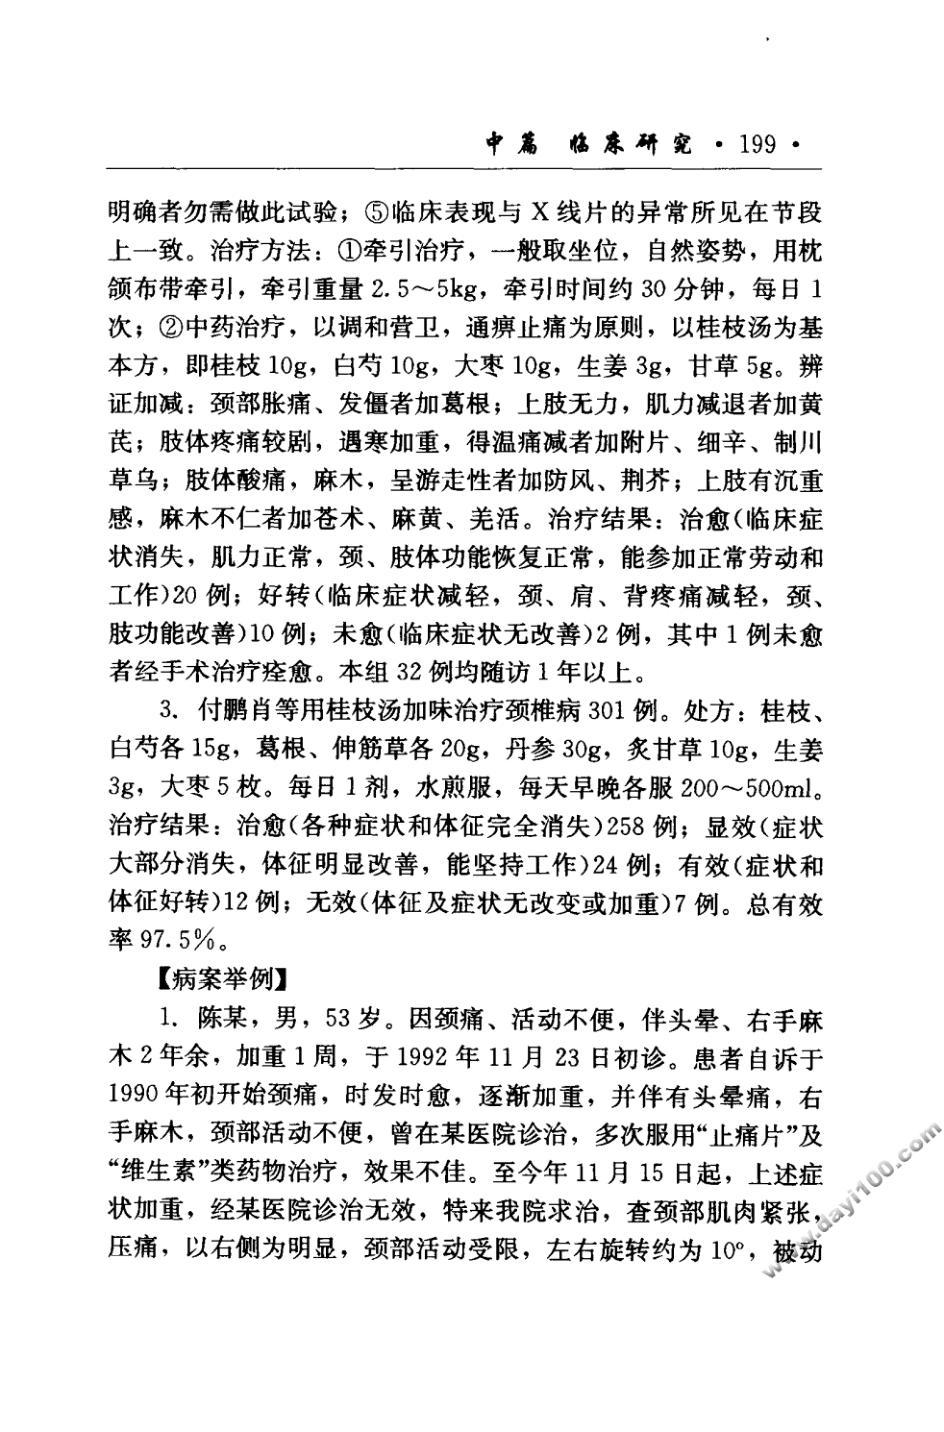 中篇 临床研究 · 199 ·
明确者勿需做此试验；⑤临床表现与 X 线片的异常所见在节段
上一致。治疗方法：①牵引治疗，一般取坐位，自然姿势，用枕
颌布带牵引，牵引重量 2.5～5kg，牵引时间约 30 分钟，每日 1
次；②中药治疗，以调和营卫，通痹止痛为原则，以桂枝汤为基
本方，即桂枝 10g，白芍 10g，大枣 10g，生姜 3g，甘草 5g。辨
证加减：颈部胀痛、发僵者加葛根；上肢无力，肌力减退者加黄
芪；肢体疼痛较剧，遇寒加重，得温痛减者加附片、细辛、制川
草乌；肢体酸痛，麻木，呈游走性者加防风、荆芥；上肢有沉重
感，麻木不仁者加苍术、麻黄、羌活。治疗结果：治愈(临床症
状消失，肌力正常，颈、肢体功能恢复正常，能参加正常劳动和
工作)20 例；好转(临床症状减轻，颈、肩、背疼痛减轻，颈、
肢功能改善)10 例；未愈(临床症状无改善)2 例，其中 1 例未愈
者经手术治疗痊愈。本组 32 例均随访 1 年以上。
3. 付鹏肖等用桂枝汤加味治疗颈椎病 301 例。处方：桂枝、
白芍各 15g，葛根、伸筋草各 20g，丹参 30g，炙甘草 10g，生姜
3g，大枣 5 枚。每日 1 剂，水煎服，每天早晚各服 200～500ml。
治疗结果：治愈(各种症状和体征完全消失)258 例；显效(症状
大部分消失，体征明显改善，能坚持工作)24 例；有效(症状和
体征好转)12 例；无效(体征及症状无改变或加重)7 例。总有效
率 97.5%。
【病案举例】
1. 陈某，男，53 岁。因颈痛、活动不便，伴头晕、右手麻
木 2 年余，加重 1 周，于 1992 年 11 月 23 日初诊。患者自诉于
1990 年初开始颈痛，时发时愈，逐渐加重，并伴有头晕痛，右
手麻木，颈部活动不便，曾在某医院诊治，多次服用“止痛片”及
“维生素”类药物治疗，效果不佳。至今年 11 月 15 日起，上述症
状加重，经某医院诊治无效，特来我院求治，查颈部肌肉紧张，
压痛，以右侧为明显，颈部活动受限，左右旋转约为 10°，被动
www.dayi100.com